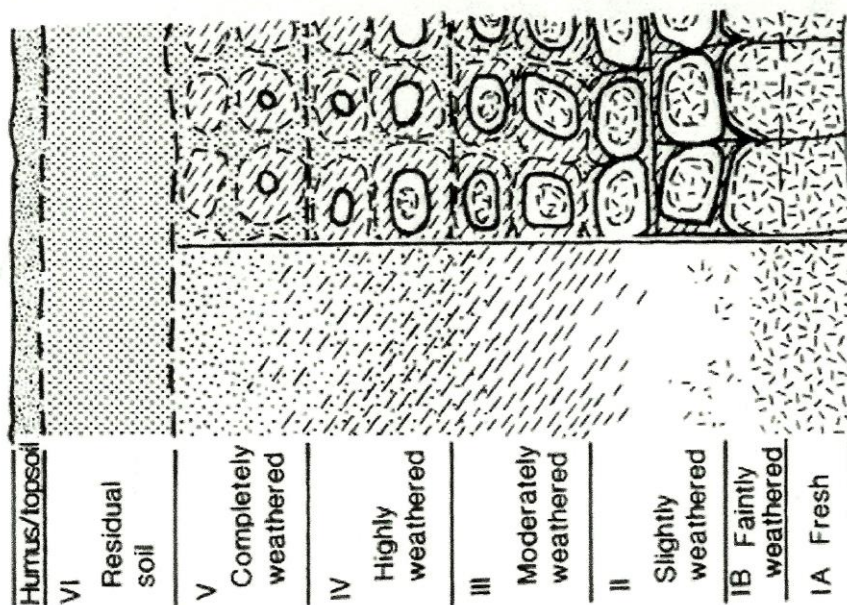 Humus/topsoil
VI
Residual
soil
V
Completely
weathered
IV
Highly
weathered
III
Moderately
weathered
II
Slightly
weathered
IB Faintly
weathered
IA Fresh